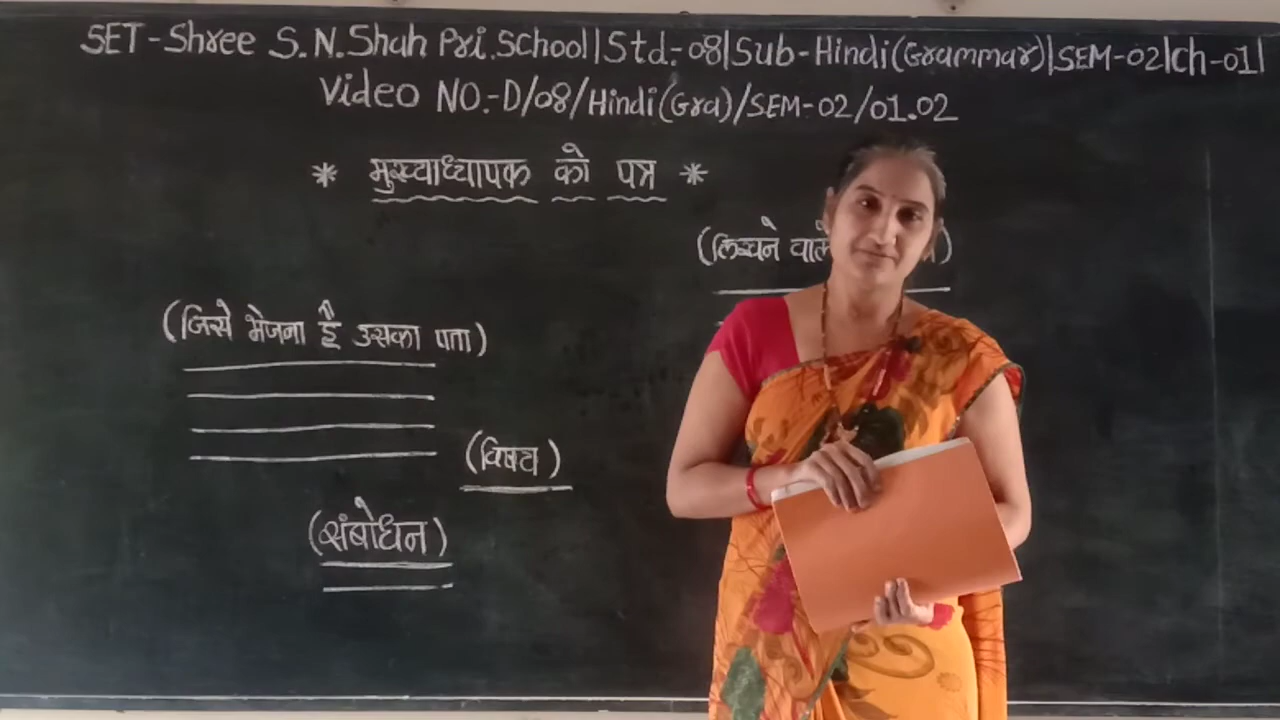 SET-Shree S.N.Shah Pri.School|Std.-08|Sub-Hindi(Grammar)|SEM-02|Ch-01|
Video NO.-D/08/Hindi(Gra)/SEM-02/01.02
* मुख्याध्यापक को पत्र *
(लिखने वाले )
(जिसे भेजना है उसका पता)
(विषय)
(संबोधन)